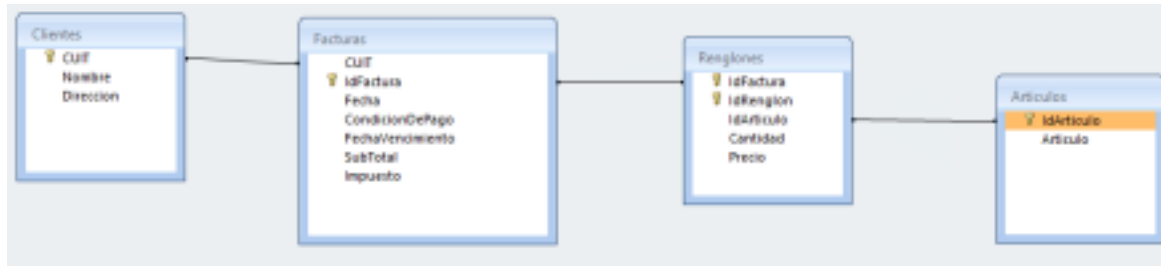 Clientes
CUIT
Nombre
Direccion
Facturas
CUIT
IdFactura
Fecha
CondicionDePago
FechaVencimiento
SubTotal
Impuesto
Renglones
IdFactura
IdRenglon
IdArticulo
Cantidad
Precio
Articulos
IdArticulo
Articulo